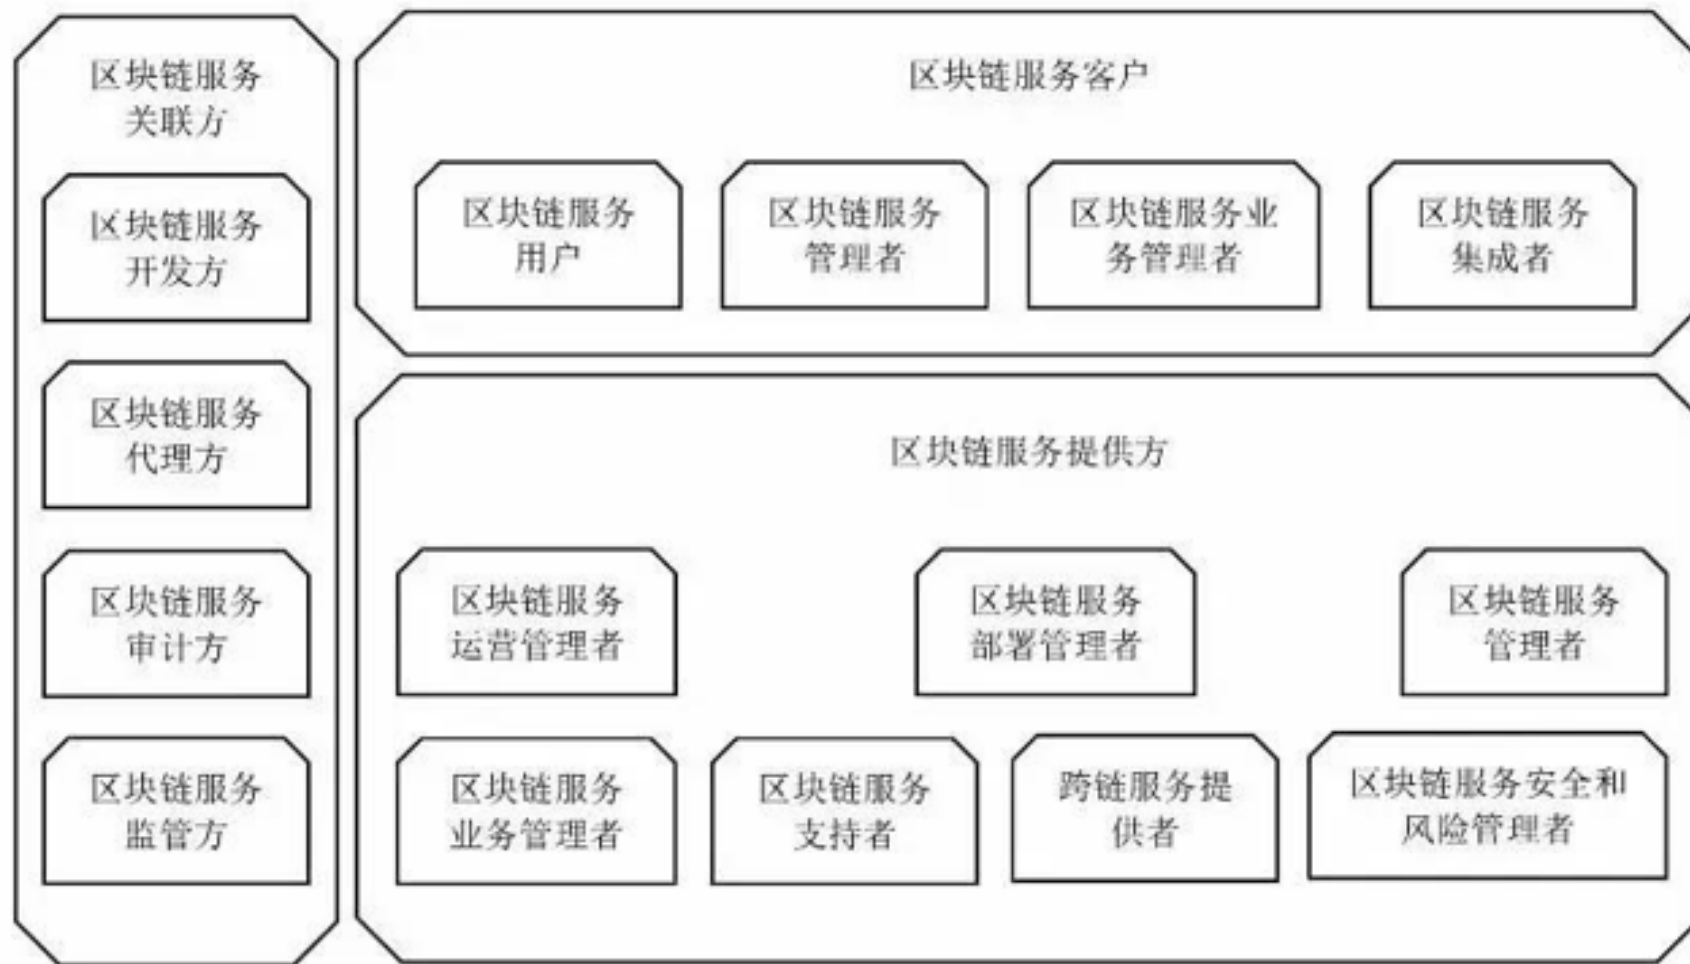 区块链服务
关联方
区块链服务
开发方
区块链服务
代理方
区块链服务
审计方
区块链服务
监管方
区块链服务客户
区块链服务
用户
区块链服务
管理者
区块链服务业
务管理者
区块链服务
集成者
区块链服务提供方
区块链服务
运营管理者
区块链服务
部署管理者
区块链服务
管理者
区块链服务
业务管理者
区块链服务
支持者
跨链服务提
供者
区块链服务安全和
风险管理者